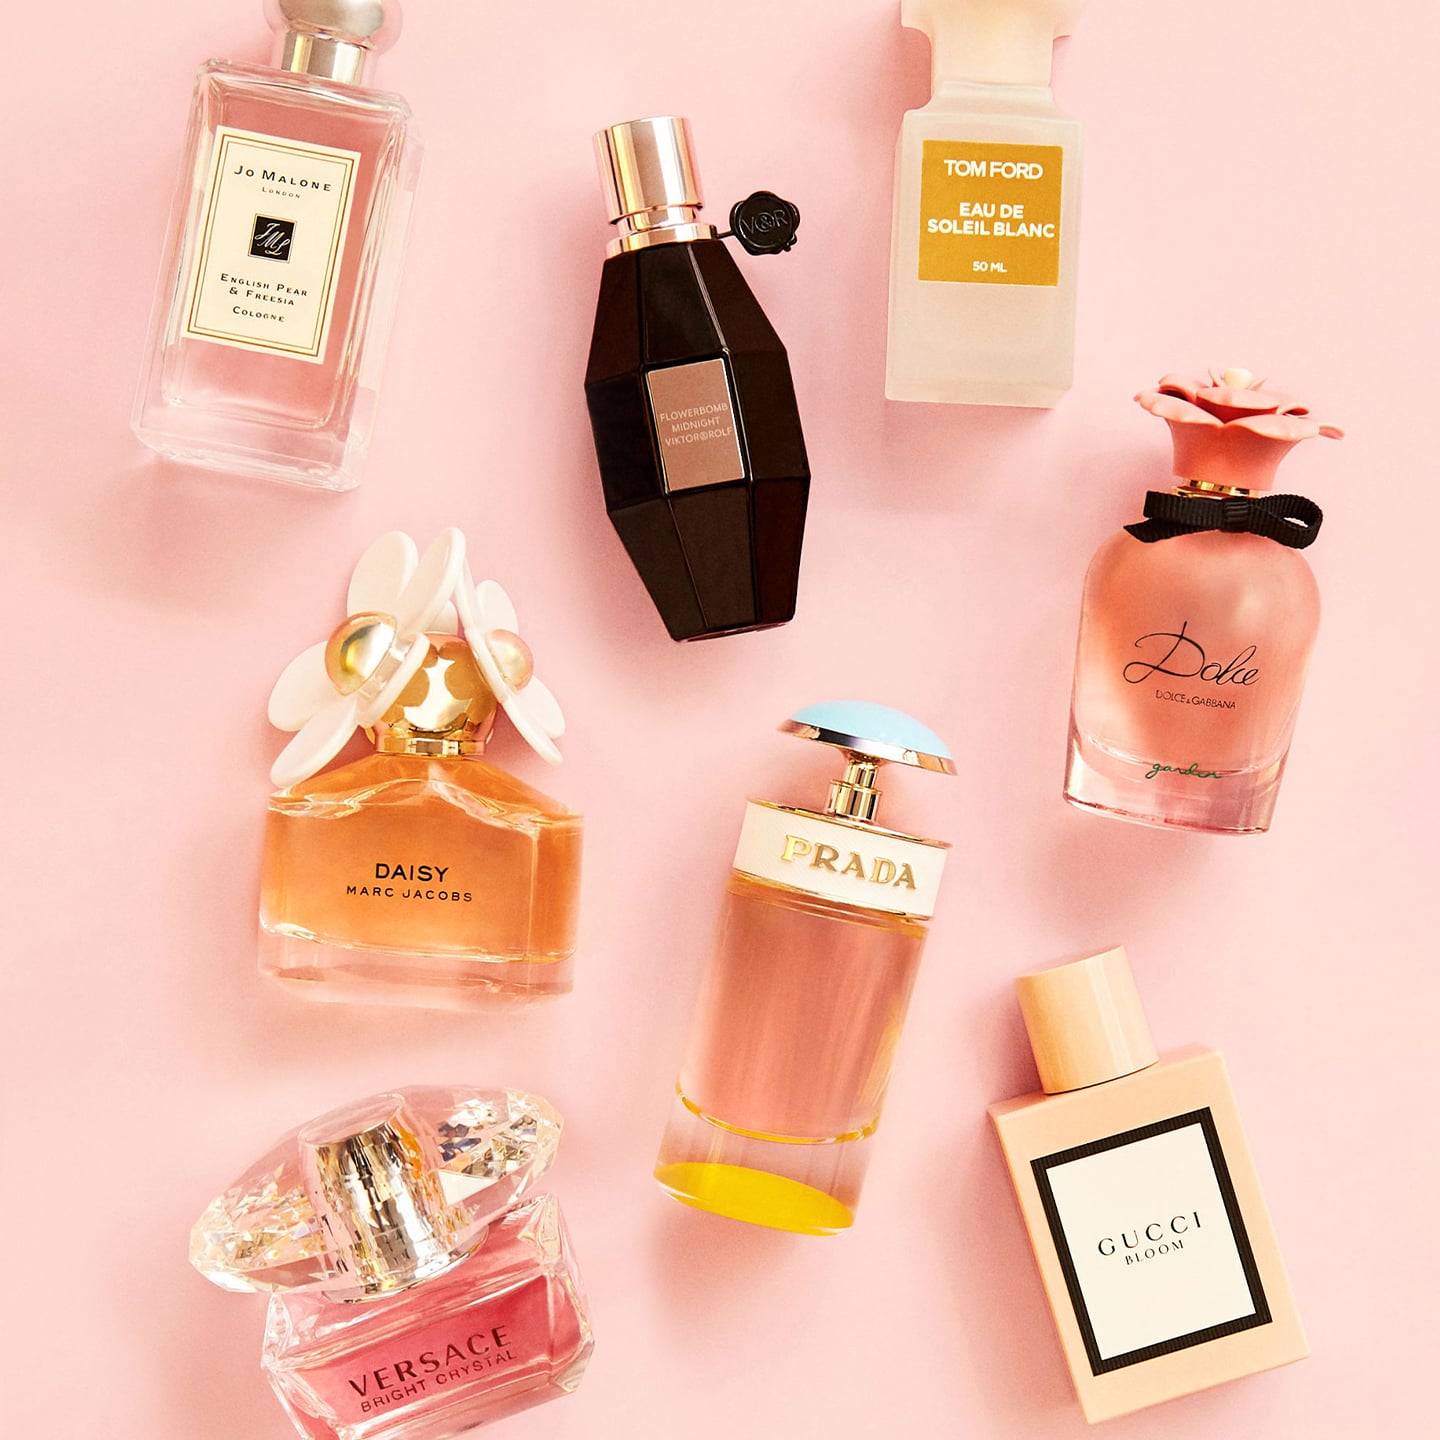 Jo Malone
London
JML
English Pear
& Freesia
Cologne
V&R
FLOWERBOMB
MIDNIGHT
VIKTOR&ROLF
TOM FORD
EAU DE
SOLEIL BLANC
50 ML
Dolce
DOLCE & GABBANA
garden
DAISY
MARC JACOBS
PRADA
VERSACE
BRIGHT CRYSTAL
GUCCI
BLOOM